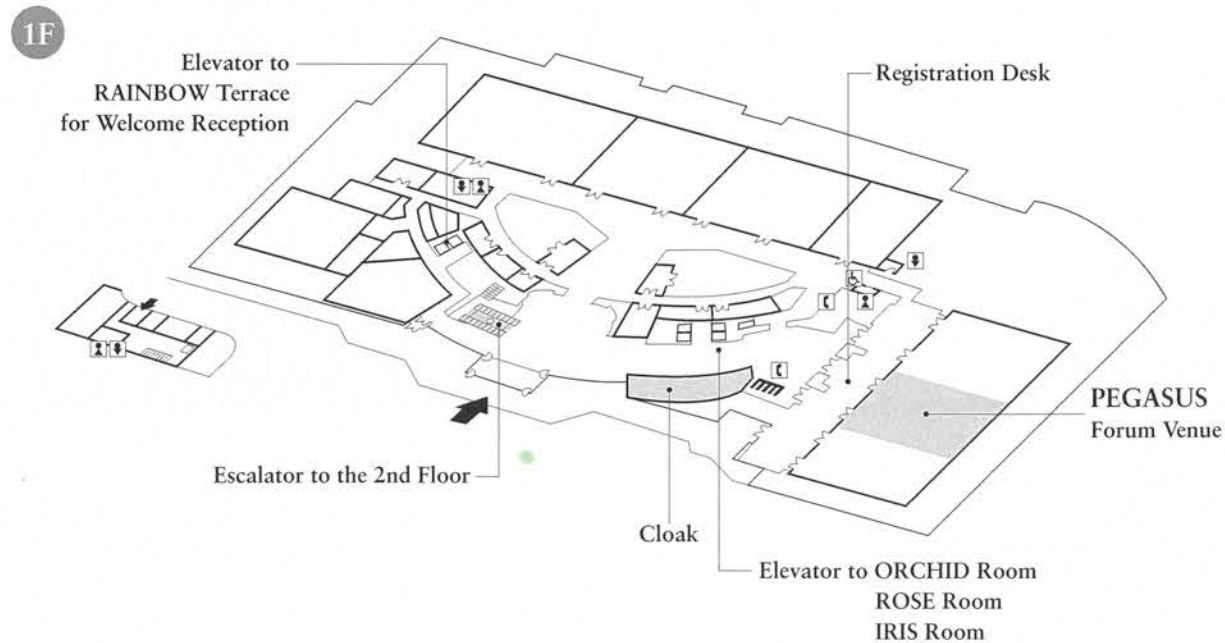 1F
Elevator to
RAINBOW Terrace
for Welcome Reception
Registration Desk
PEGASUS
Forum Venue
Escalator to the 2nd Floor
Cloak
Elevator to ORCHID Room
ROSE Room
IRIS Room